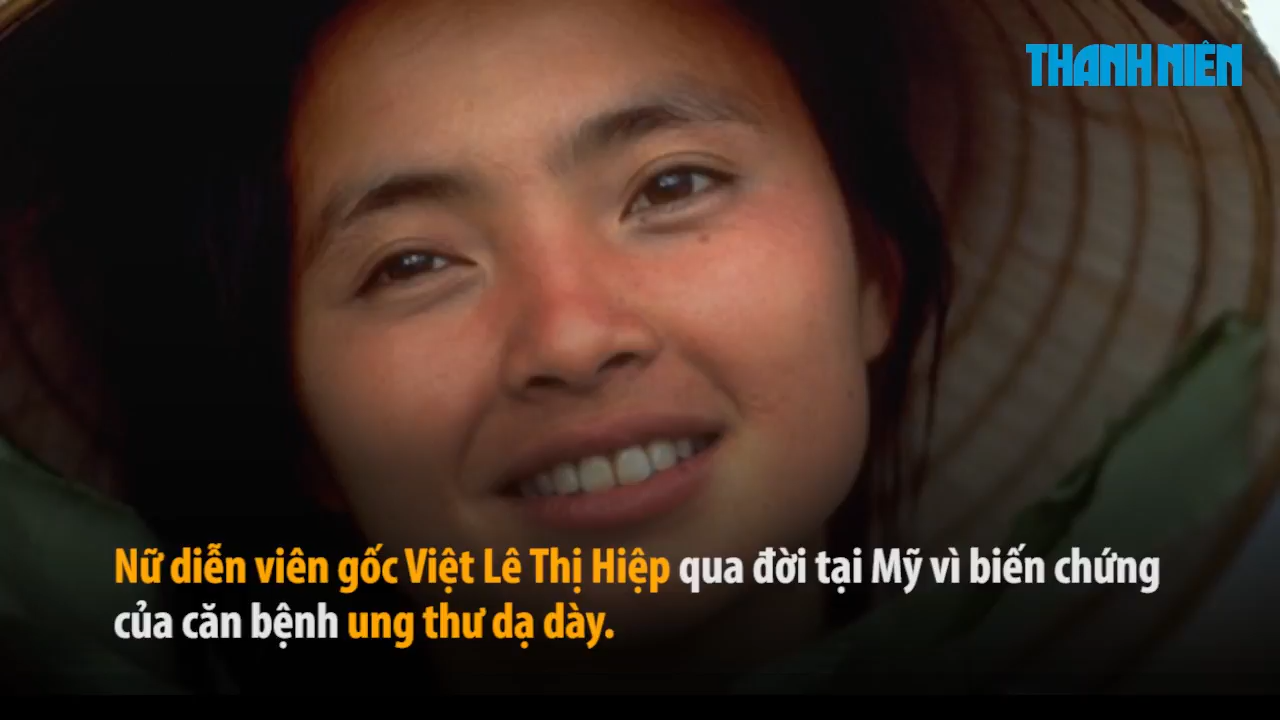 THANH NIÊN
Nữ diễn viên gốc Việt Lê Thị Hiệp qua đời tại Mỹ vì biến chứng
của căn bệnh ung thư dạ dày.